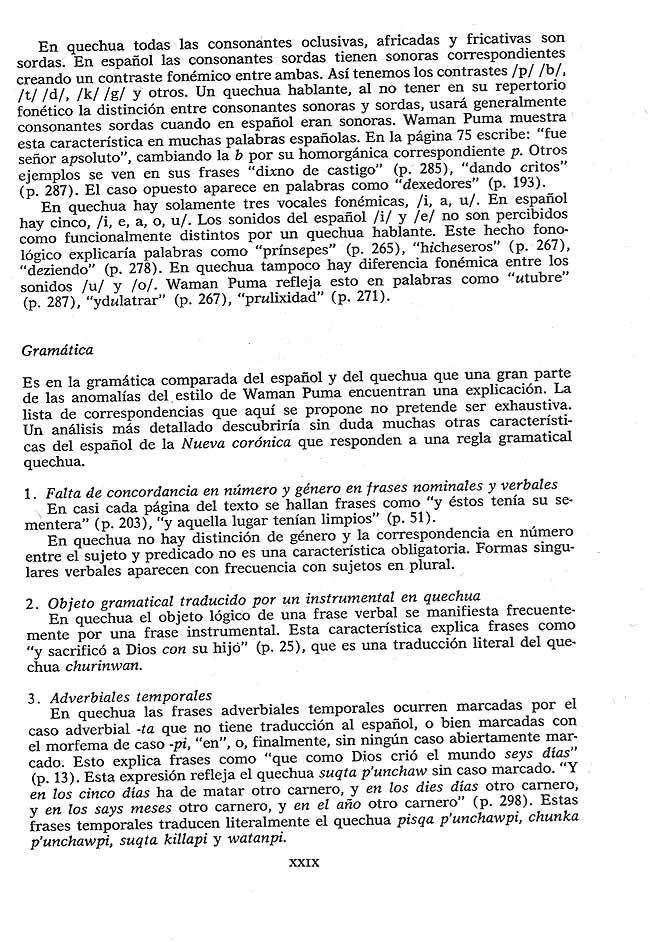 En quechua todas las consonantes oclusivas, africadas y fricativas son
sordas. En español las consonantes sordas tienen sonoras correspondientes
creando un contraste fonémico entre ambas. Así tenemos los contrastes /p/ /b/,
/t/ /d/, /k/ /g/ y otros. Un quechua hablante, al no tener en su repertorio
fonético la distinción entre consonantes sonoras y sordas, usará generalmente
consonantes sordas cuando en español eran sonoras. Waman Puma muestra
esta característica en muchas palabras españolas. En la página 75 escribe: “fue
señor apsoluto”, cambiando la b por su homorgánica correspondiente p. Otros
ejemplos se ven en sus frases “dixno de castigo” (p. 285), “dando critos”
(p. 287). El caso opuesto aparece en palabras como “dexedores” (p. 193).
En quechua hay solamente tres vocales fonémicas, /i, a, u/. En español
hay cinco, /i, e, a, o, u/. Los sonidos del español /i/ y /e/ no son percibidos
como funcionalmente distintos por un quechua hablante. Este hecho fono-
lógico explicaría palabras como “prínsepes” (p. 265), “hícheseros” (p. 267),
“deziendo” (p. 278). En quechua tampoco hay diferencia fonémica entre los
sonidos /u/ y /o/. Waman Puma refleja esto en palabras como “utubre”
(p. 287), “ydulatrar” (p. 267), “prulixidad” (p. 271).
Gramática
Es en la gramática comparada del español y del quechua que una gran parte
de las anomalías del estilo de Waman Puma encuentran una explicación. La
lista de correspondencias que aquí se propone no pretende ser exhaustiva.
Un análisis más detallado descubriría sin duda muchas otras característi-
cas del español de la Nueva corónica que responden a una regla gramatical
quechua.
1. Falta de concordancia en número y género en frases nominales y verbales
En casi cada página del texto se hallan frases como “y éstos tenía su se-
mentera” (p. 203), “y aquella lugar tenían limpios” (p. 51).
En quechua no hay distinción de género y la correspondencia en número
entre el sujeto y predicado no es una característica obligatoria. Formas singu-
lares verbales aparecen con frecuencia con sujetos en plural.
2. Objeto gramatical traducido por un instrumental en quechua
En quechua el objeto lógico de una frase verbal se manifiesta frecuente-
mente por una frase instrumental. Esta característica explica frases como
“y sacrificó a Dios con su hijo” (p. 25), que es una traducción literal del que-
chua churinwan.
3. Adverbiales temporales
En quechua las frases adverbiales temporales ocurren marcadas por el
caso adverbial -ta que no tiene traducción al español, o bien marcadas con
el morfema de caso -pi, “en”, o, finalmente, sin ningún caso abiertamente mar-
cado. Esto explica frases como “que como Dios crió el mundo seys días”
(p. 13). Esta expresión refleja el quechua suqta p’unchaw sin caso marcado. “Y
en los cinco días ha de matar otro carnero, y en los dies días otro carnero,
y en los says meses otro carnero, y en el año otro carnero” (p. 298). Estas
frases temporales traducen literalmente el quechua pisqa p’unchawpi, chunka
p’unchawpi, suqta killapi y watanpi.
XXIX